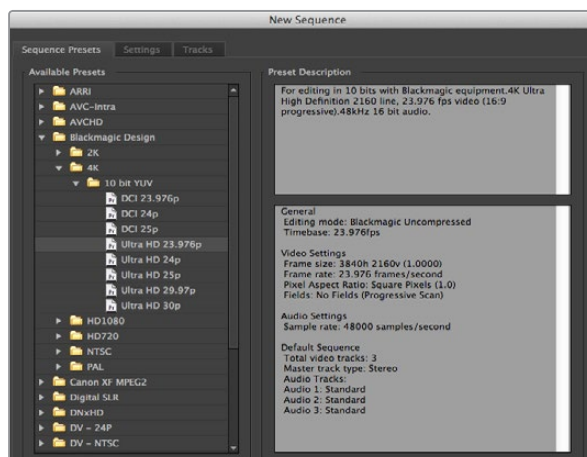 New Sequence
Sequence Presets
Settings
Tracks
Available Presets
ARRI
AVC-Intra
AVCHD
Blackmagic Design
2K
4K
10 bit YUV
DCI 23.976p
DCI 24p
DCI 25p
Ultra HD 23.976p
Ultra HD 24p
Ultra HD 25p
Ultra HD 29.97p
Ultra HD 30p
HD1080
HD720
NTSC
PAL
Canon XF MPEG2
Digital SLR
DNxHD
DV - 24P
DV - NTSC
Preset Description
For editing in 10 bits with Blackmagic equipment.4K Ultra
High Definition 2160 line, 23.976 fps video (16:9
progressive).48kHz 16 bit audio.
General
Editing mode: Blackmagic Uncompressed
Timebase: 23.976fps
Video Settings
Frame size: 3840h 2160v (1.0000)
Frame rate: 23.976 frames/second
Pixel Aspect Ratio: Square Pixels (1.0)
Fields: No Fields (Progressive Scan)
Audio Settings
Sample rate: 48000 samples/second
Default Sequence
Total video tracks: 3
Master track type: Stereo
Audio Tracks:
Audio 1: Standard
Audio 2: Standard
Audio 3: Standard